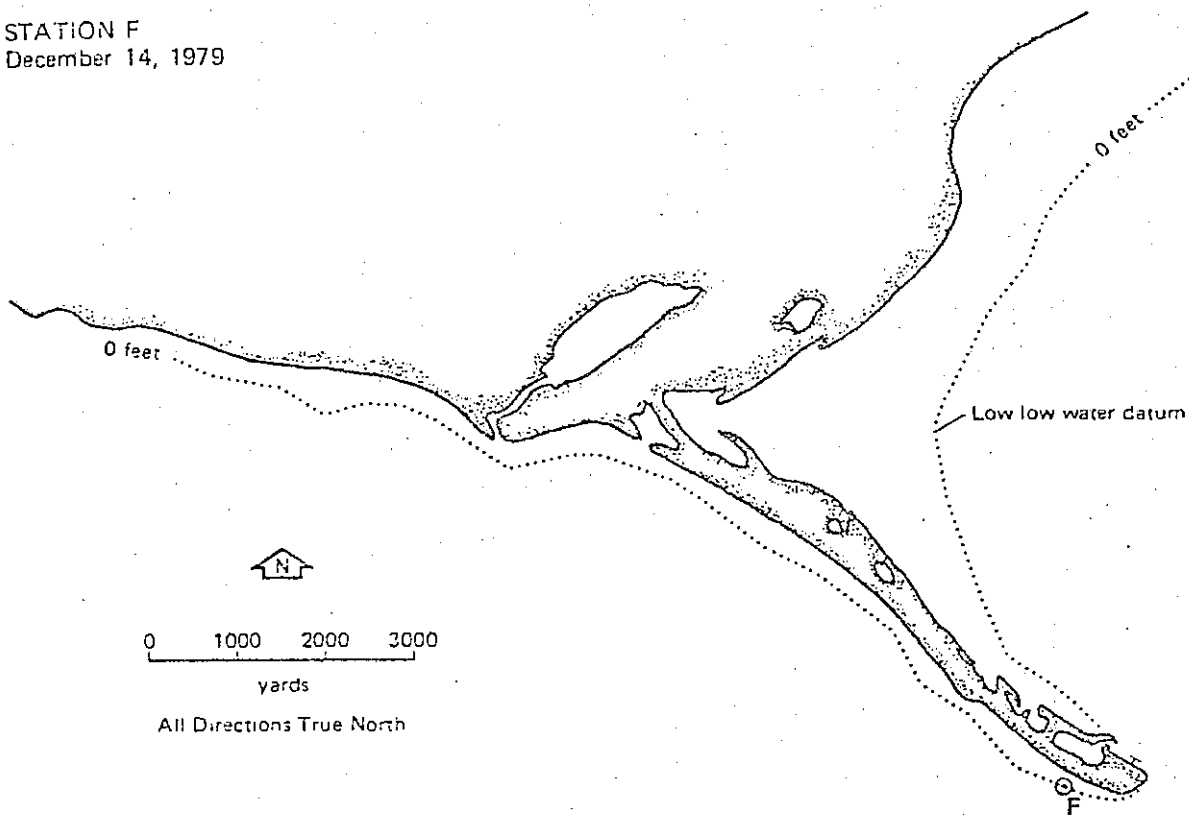 STATION F
December 14, 1979
0 feet
0 feet
Low low water datum
N
0 1000 2000 3000
yards
All Directions True North
F